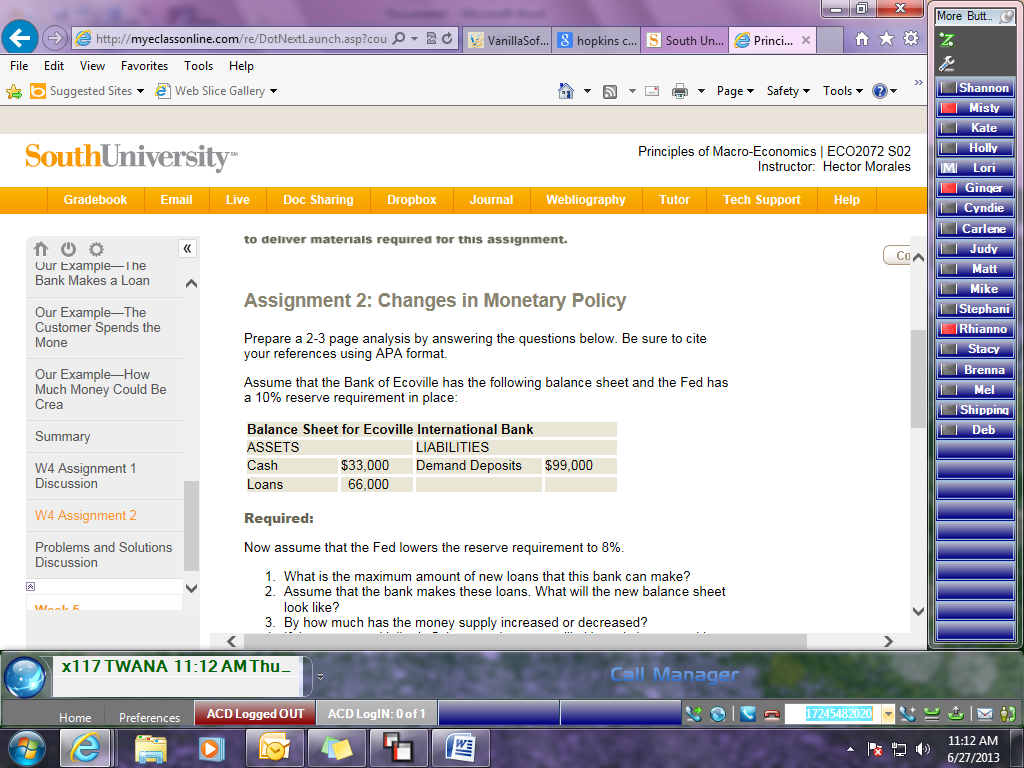 More Butt...
http://myeclassonline.com/re/DotNextLaunch.asp?cou
VanillaSof...
hopkins c...
South Un...
Princi...
File Edit View Favorites Tools Help
Suggested Sites
Web Slice Gallery
Page Safety Tools
SouthUniversity™
Principles of Macro-Economics | ECO2072 S02
Instructor: Hector Morales
Gradebook Email Live Doc Sharing Dropbox Journal Webliography Tutor Tech Support Help
Our Example—The
Bank Makes a Loan
Our Example—The
Customer Spends the
Mone
Our Example—How
Much Money Could Be
Crea
Summary
W4 Assignment 1
Discussion
W4 Assignment 2
Problems and Solutions
Discussion
Week 5
to deliver materials required for this assignment.
Co
Assignment 2: Changes in Monetary Policy
Prepare a 2-3 page analysis by answering the questions below. Be sure to cite
your references using APA format.
Assume that the Bank of Ecoville has the following balance sheet and the Fed has
a 10% reserve requirement in place:
Balance Sheet for Ecoville International Bank
ASSETS LIABILITIES
Cash $33,000 Demand Deposits $99,000
Loans 66,000
Required:
Now assume that the Fed lowers the reserve requirement to 8%.
1. What is the maximum amount of new loans that this bank can make?
2. Assume that the bank makes these loans. What will the new balance sheet
look like?
3. By how much has the money supply increased or decreased?
Shannon
Misty
Kate
Holly
Lori
Ginger
Cyndie
Carlene
Judy
Matt
Mike
Stephani
Rhianno
Stacy
Brenna
Mel
Shipping
Deb
x117 TWANA 11:12 AM Thu_
Call Manager
Home Preferences ACD Logged OUT ACD LogIN: 0 of 1
17245482020
11:12 AM
6/27/2013